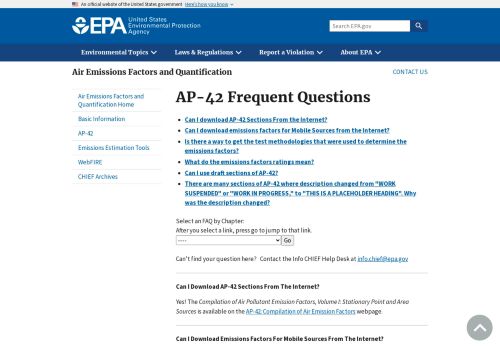 An official website of the United States government Here's how you know
EPA United States Environmental Protection Agency
Search EPA.gov
Environmental Topics Laws & Regulations Report a Violation About EPA
Air Emissions Factors and Quantification
CONTACT US
Air Emissions Factors and Quantification Home
Basic Information
AP-42
Emissions Estimation Tools
WebFIRE
CHIEF Archives
AP-42 Frequent Questions
Can I download AP-42 Sections From the Internet?
Can I download emissions factors for Mobile Sources from the Internet?
Is there a way to get the test methodologies that were used to determine the
emissions factors?
What do the emissions factors ratings mean?
Can I use draft sections of AP-42?
There are many sections of AP-42 where description changed from "WORK
SUSPENDED" or "WORK IN PROGRESS," to "THIS IS A PLACEHOLDER HEADING". Why
was the description changed?
Select an FAQ by Chapter:
After you select a link, press go to jump to that link.
---- Go
Can't find your question here? Contact the Info CHIEF Help Desk at info.chief@epa.gov
Can I Download AP-42 Sections From The Internet?
Yes! The Compilation of Air Pollutant Emission Factors, Volume I: Stationary Point and Area
Sources is available on the AP-42: Compilation of Air Emission Factors webpage.
Can I Download Emissions Factors For Mobile Sources From The Internet?